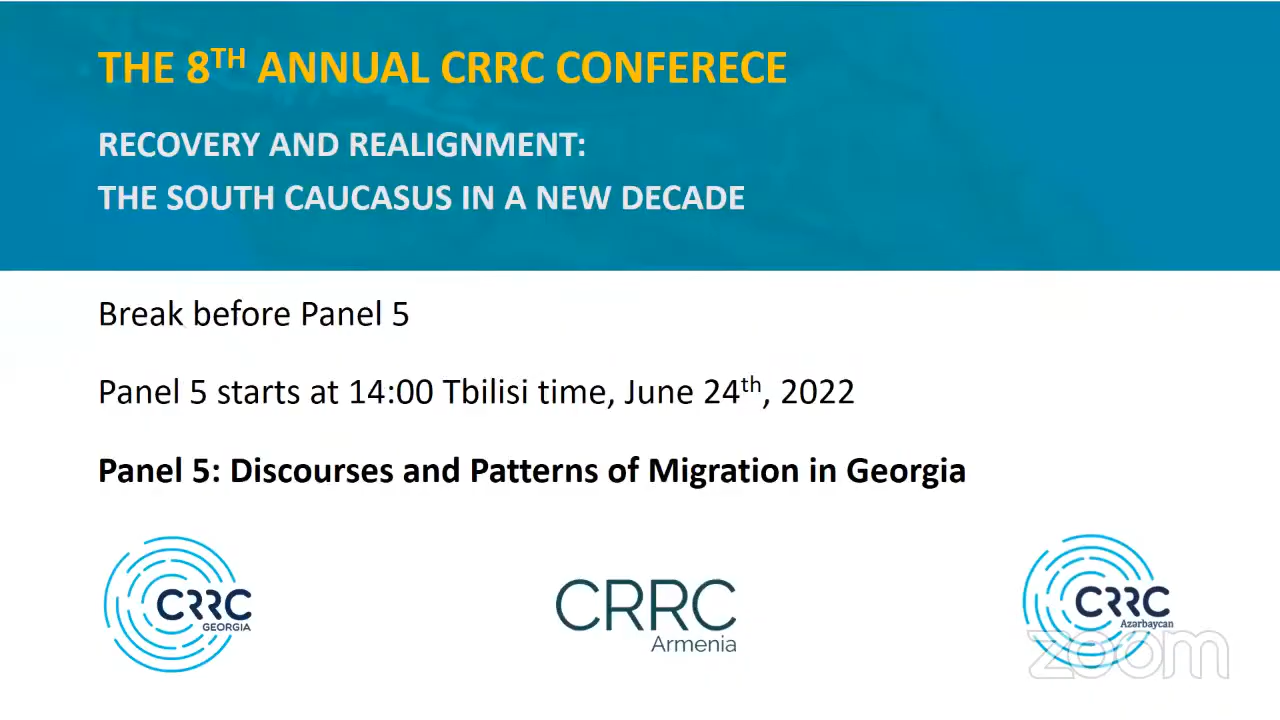 THE 8TH ANNUAL CRRC CONFERECE
RECOVERY AND REALIGNMENT:
THE SOUTH CAUCASUS IN A NEW DECADE
Break before Panel 5
Panel 5 starts at 14:00 Tbilisi time, June 24th, 2022
Panel 5: Discourses and Patterns of Migration in Georgia
CRRC
GEORGIA
CRRC
Armenia
CRRC
Azərbaycan
zoom